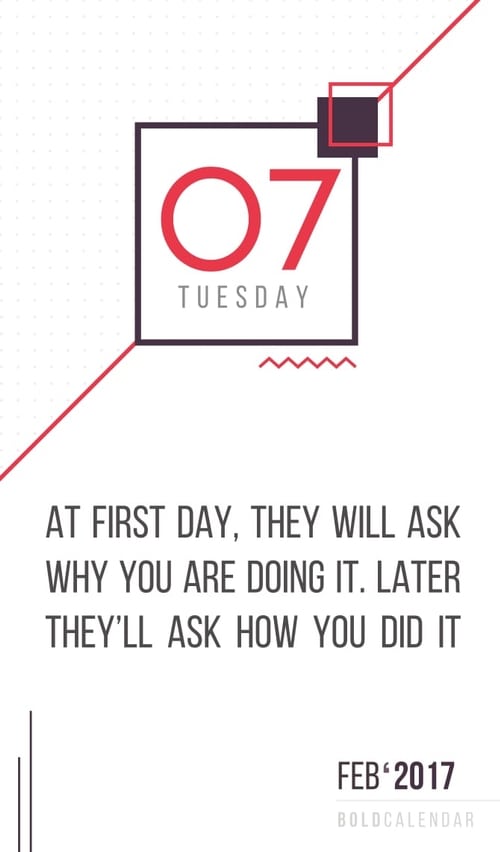 07
TUESDAY
AT FIRST DAY, THEY WILL ASK
WHY YOU ARE DOING IT. LATER
THEY’LL ASK HOW YOU DID IT
FEB‘2017
BOLDCALENDAR